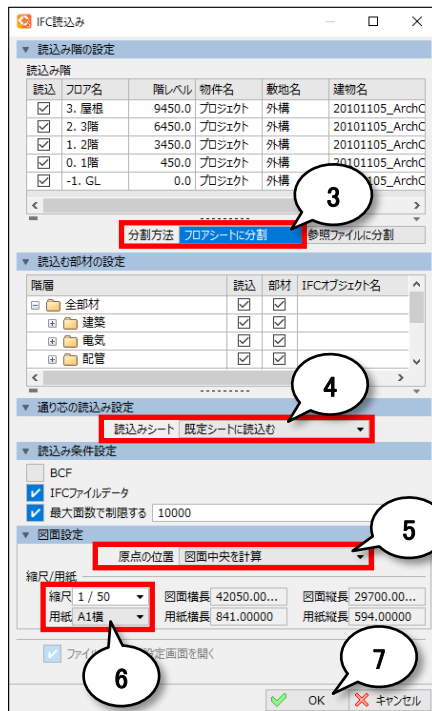 IFC読込み
読込み階の設定
読込み階
読込 フロア名 階レベル 物件名 敷地名 建物名
3. 屋根 9450.0 プロジェクト 外構 20101105_ArchC
2. 3階 6450.0 プロジェクト 外構 20101105_ArchC
1. 2階 3450.0 プロジェクト 外構 20101105_ArchC
0. 1階 450.0 プロジェクト 外構 105_ArchC
-1. GL 0.0 プロジェクト 外構 105_ArchC
3
分割方法 フロアシートに分割 参照ファイルに分割
読込む部材の設定
階層 読込 部材 IFCオブジェクト名
全部材
建築
電気
配管
4
通り芯の読込み設定
読込みシート 既定シートに読込む
読込み条件設定
BCF
IFCファイルデータ
最大面数で制限する 10000
図面設定
5
原点の位置 図面中央を計算
縮尺/用紙
縮尺 1 / 50 図面横長 42050.00... 図面縦長 29700.00...
用紙 A1横 用紙横長 841.00000 用紙縦長 594.00000
ファイル 設定画面を開く
6
7
OK キャンセル